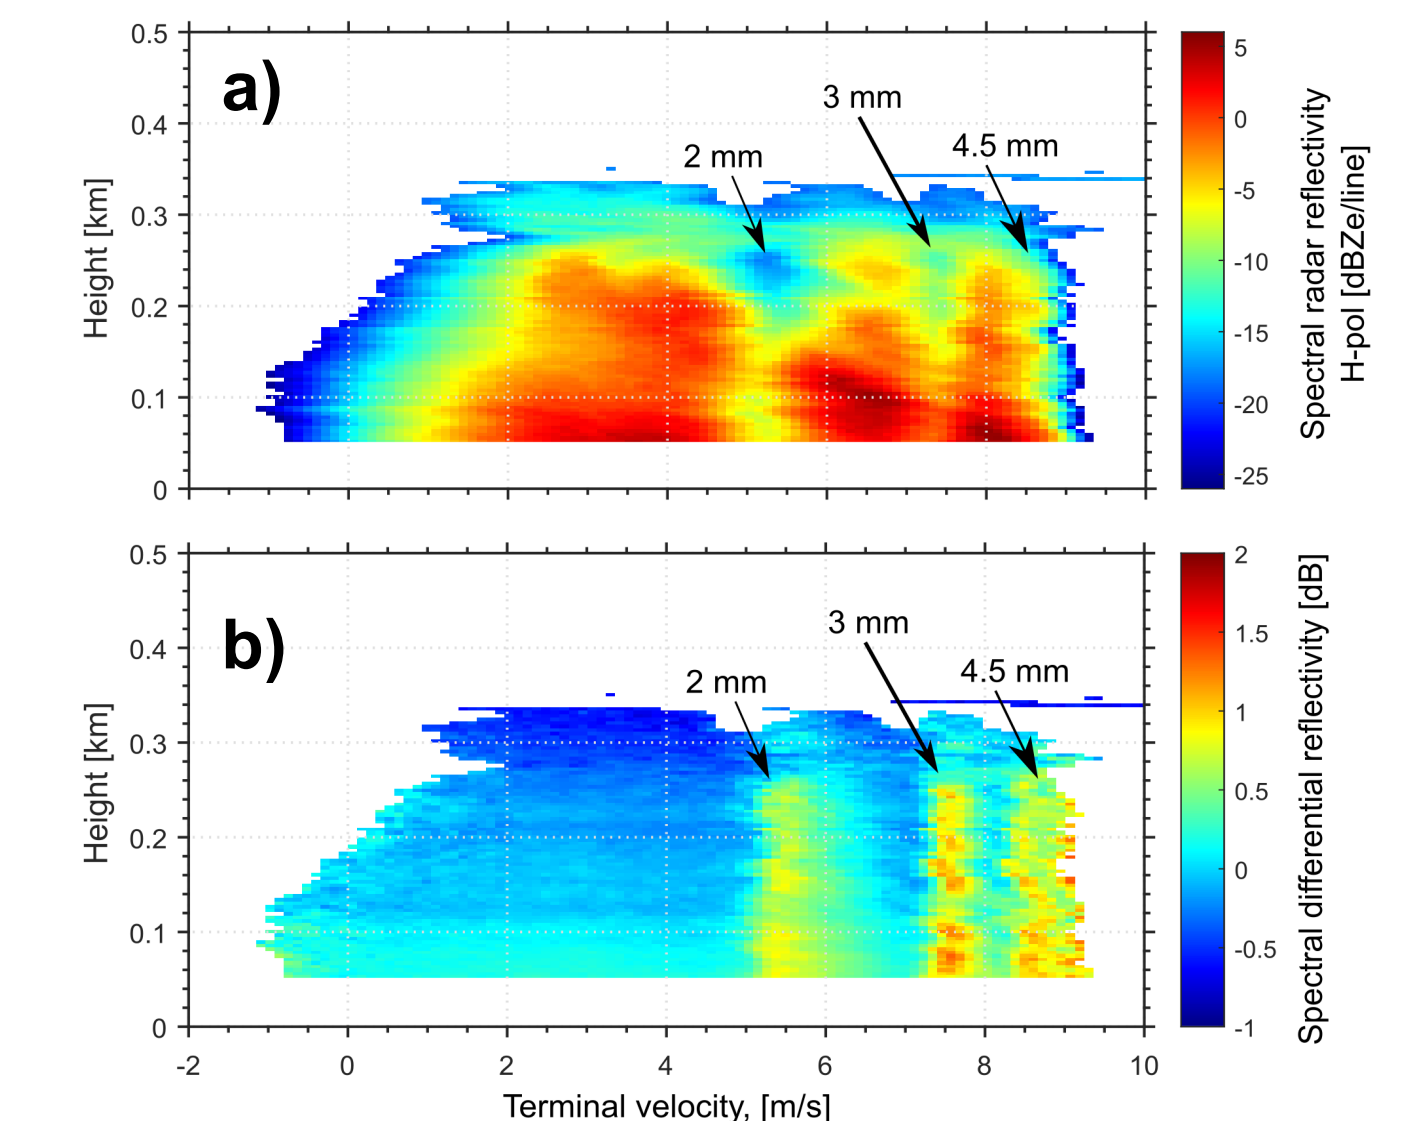 a)
0.5
0.4
0.3
0.2
0.1
0
Height [km]
2 mm
3 mm
4.5 mm
5
0
-5
-10
-15
-20
-25
Spectral radar reflectivity
H-pol [dBZe/line]
b)
0.5
0.4
0.3
0.2
0.1
0
Height [km]
2 mm
3 mm
4.5 mm
2
1.5
1
0.5
0
-0.5
-1
Spectral differential reflectivity [dB]
-2 0 2 4 6 8 10
Terminal velocity, [m/s]